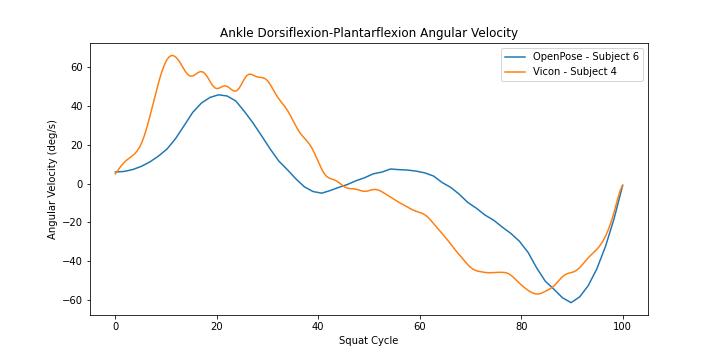 Ankle Dorsiflexion-Plantarflexion Angular Velocity
OpenPose - Subject 6
Vicon - Subject 4
60
40
20
0
−20
−40
−60
Angular Velocity (deg/s)
0 20 40 60 80 100
Squat Cycle